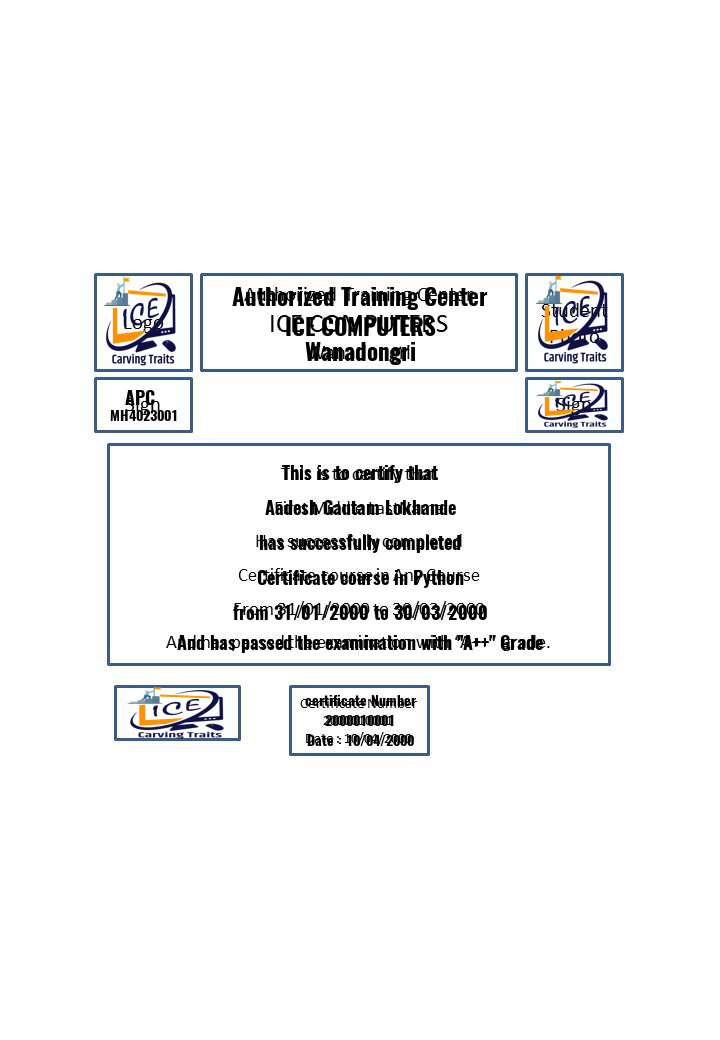 ICE
Carving Traits
Logo
Authorized Training Center
ICE COMPUTERS
Wanadongri
ICE
Student
Photo
Carving Traits
APC
Sign
MH4023001
ICE
Sign
Carving Traits
This is to certify that
Andesh Gautam Lokhande
has successfully completed
Certificate course in Python
from 31/01/2000 to 30/03/2000
And has passed the examination with "A++" Grade
ICE
Carving Traits
certificate Number
2000010001
Date : 10/04/2000